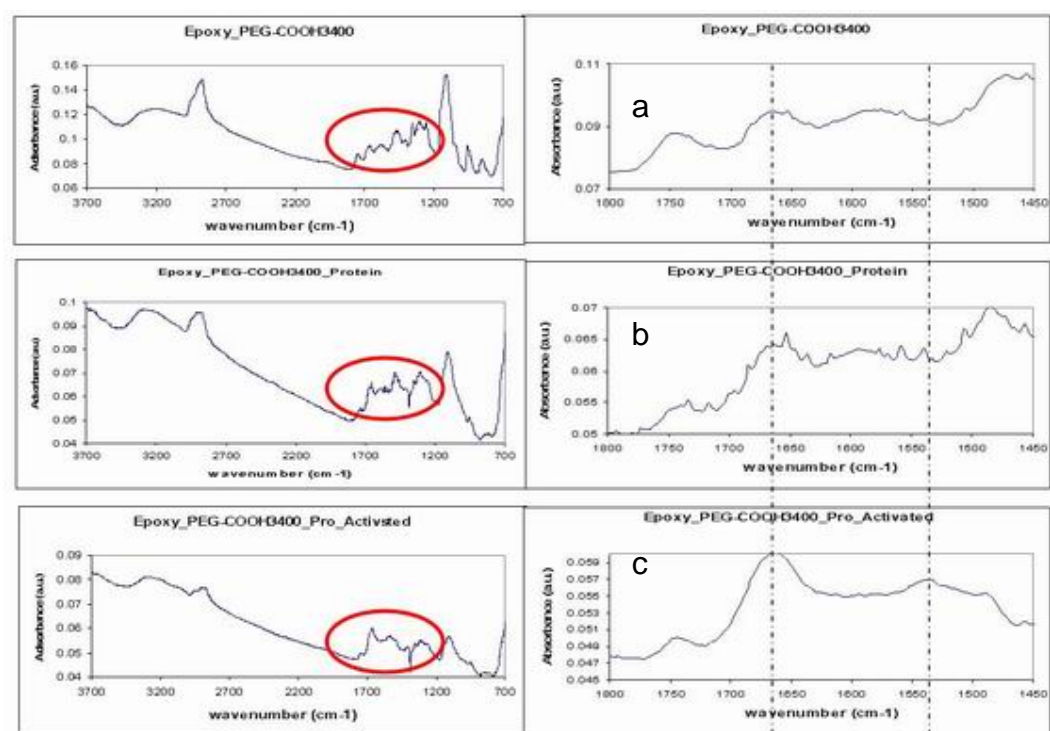 Epoxy_PEG-COOH3400
0.16
0.14
0.12
0.1
0.08
0.06
Adsorbance(a.u.)
3700 3200 2700 2200 1700 1200 700
wavenumber (cm-1)
Epoxy_PEG-COOH3400
a
0.11
0.09
0.07
Absorbance(a.u)
1800 1750 1700 1650 1600 1550 1500 1450
wavenumber (cm-1)
Epoxy_PEG-COOH3400_Protein
0.1
0.09
0.08
0.07
0.06
0.05
0.04
Adsorbance(a.u)
3700 3200 2700 2200 1700 1200 700
wavenumber (cm-1)
Epoxy_PEG-COOH3400_Protein
b
0.07
0.065
0.06
0.055
0.05
Absorbance (a.u)
1800 1750 1700 1650 1600 1550 1500 1450
wavenumber (cm-1)
Epoxy_PEG-COOH3400_Pro_Activsted
0.09
0.08
0.07
0.06
0.05
0.04
Adsorbance(a.u)
3700 3200 2700 2200 1700 1200 700
wavenumber (cm-1)
Epoxy_PEG-COOH3400_Pro_Activated
c
0.059
0.057
0.055
0.053
0.051
0.049
0.047
0.045
Absorbance (a.u)
1800 1750 1700 1650 1600 1550 1500 1450
wavenumber (cm-1)